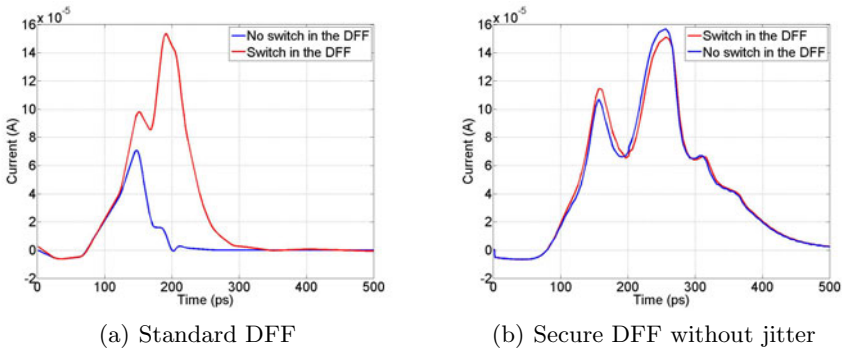 16 x 10^-5
14
12
10
8
6
4
2
0
-2
Current (A)
No switch in the DFF
Switch in the DFF
0 100 200 300 400 500
Time (ps)
(a) Standard DFF
16 x 10^-5
14
12
10
8
6
4
2
0
-2
Current (A)
Switch in the DFF
No switch in the DFF
0 100 200 300 400 500
Time (ps)
(b) Secure DFF without jitter